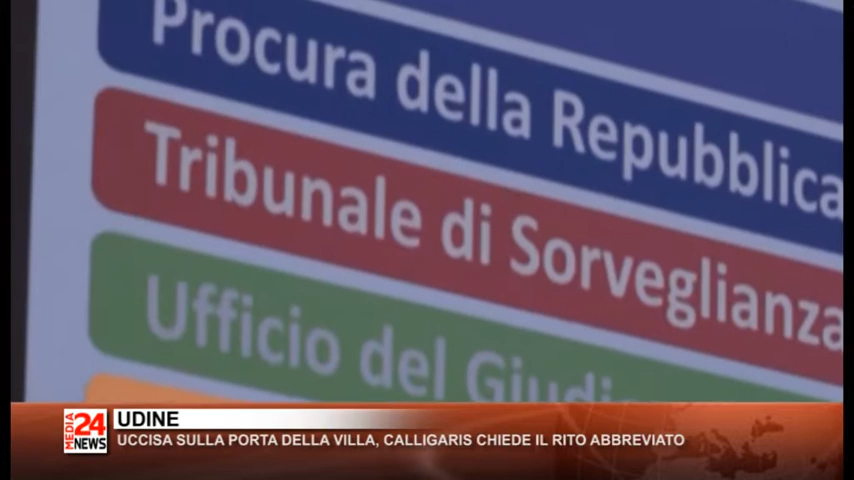 Procura della Repubblica
Tribunale di Sorveglianza
Ufficio del
MEDIA 24 NEWS
UDINE
UCCISA SULLA PORTA DELLA VILLA, CALLIGARIS CHIEDE IL RITO ABBREVIATO